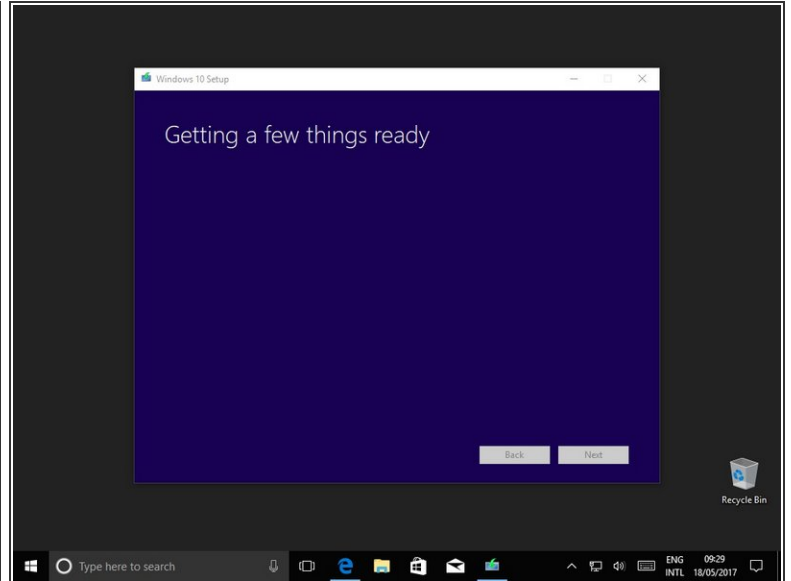 Windows 10 Setup
Getting a few things ready
Back
Next
Recycle Bin
Type here to search
ENG
INTL
09:29
18/05/2017